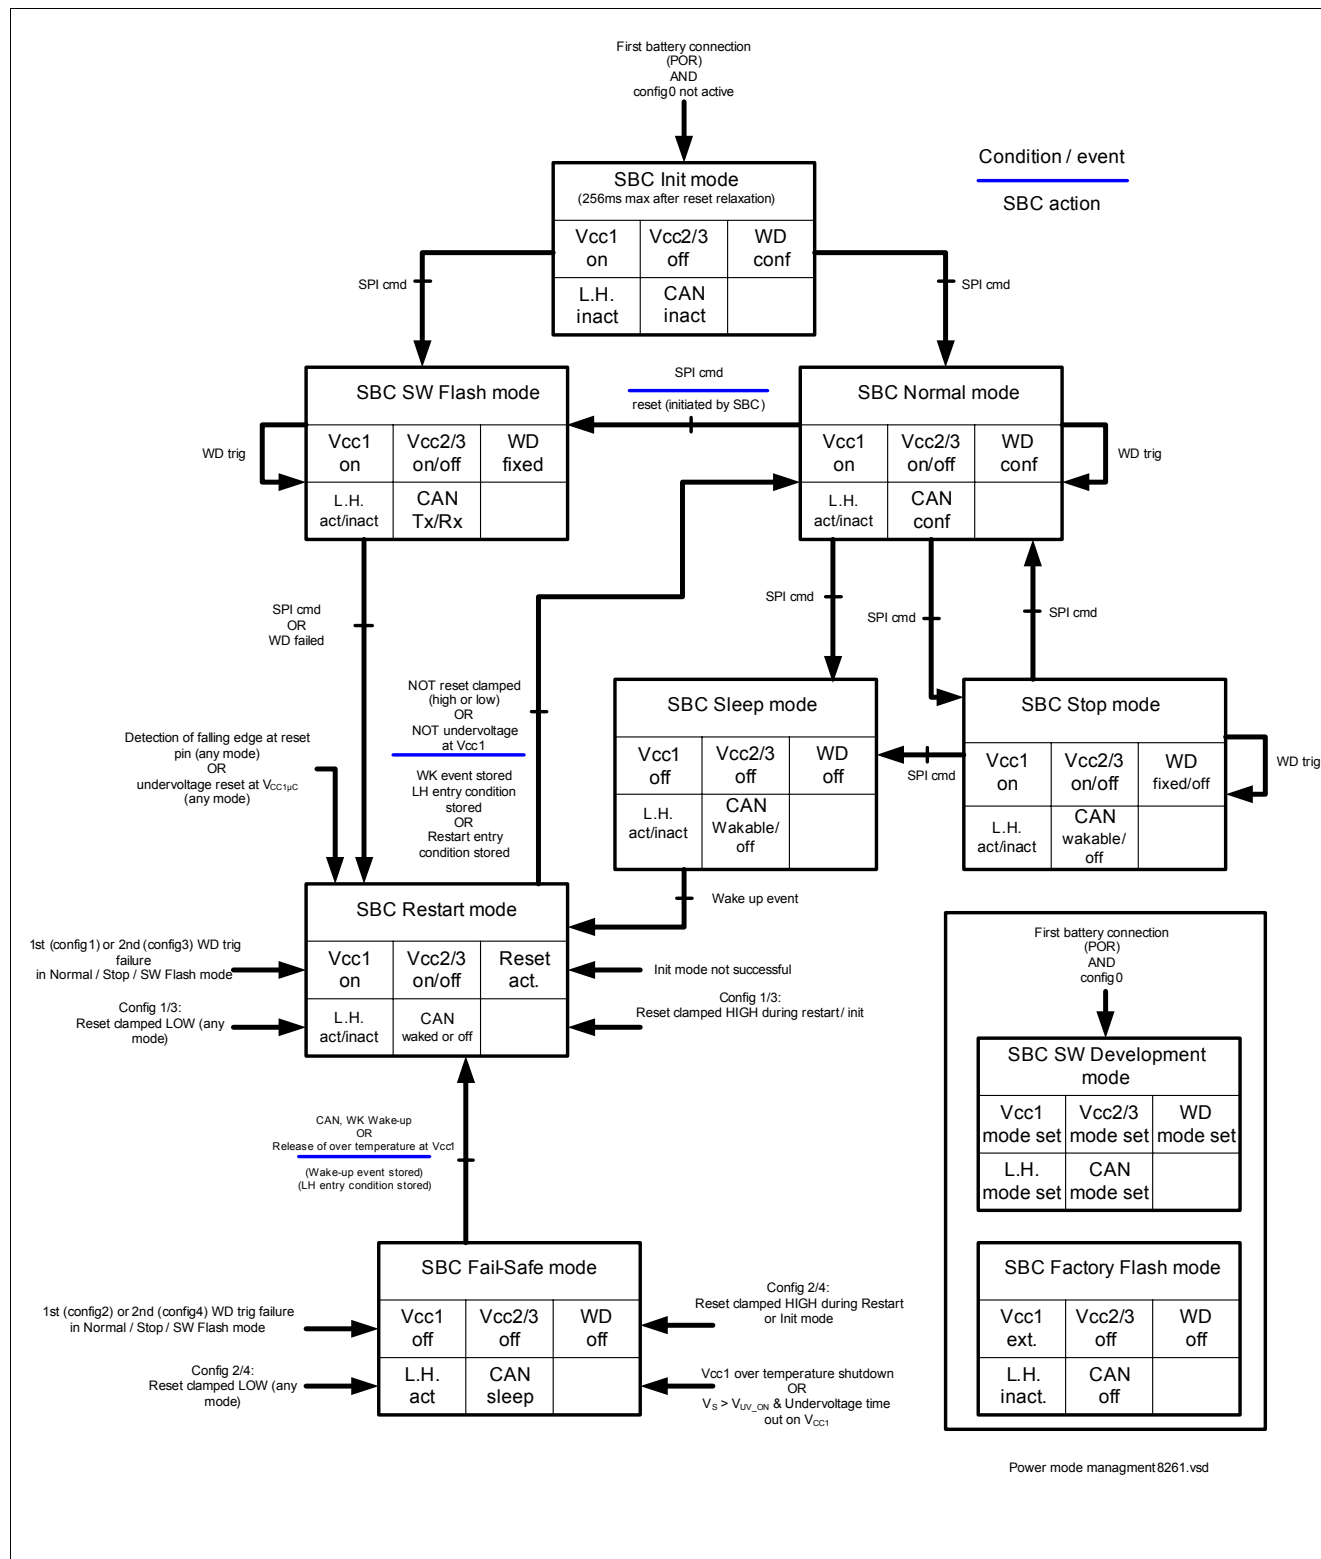 First battery connection
(POR)
AND
config0 not active
Condition / event
SBC action
SBC Init mode
(256ms max after reset relaxation)
Vcc1
on
Vcc2/3
off
WD
conf
L.H.
inact
CAN
inact
SPI cmd
SPI cmd
SBC SW Flash mode
Vcc1
on
Vcc2/3
on/off
WD
fixed
L.H.
act/inact
CAN
Tx/Rx
WD trig
SPI cmd
reset (initiated by SBC)
SBC Normal mode
Vcc1
on
Vcc2/3
on/off
WD
conf
L.H.
act/inact
CAN
conf
WD trig
SPI cmd
OR
WD failed
SPI cmd
SPI cmd
SPI cmd
NOT reset clamped
(high or low)
OR
NOT undervoltage
at Vcc1
WK event stored
LH entry condition
stored
OR
Restart entry
condition stored
Detection of falling edge at reset
pin (any mode)
OR
undervoltage reset at VCC1µC
(any mode)
SBC Sleep mode
Vcc1
off
Vcc2/3
off
WD
off
L.H.
act/inact
CAN
Wakable/
off
SPI cmd
SBC Stop mode
Vcc1
on
Vcc2/3
on/off
WD
fixed/off
L.H.
act/inact
CAN
wakable/
off
WD trig
Wake up event
SBC Restart mode
Vcc1
on
Vcc2/3
on/off
Reset
act.
L.H.
act/inact
CAN
waked or off
1st (config1) or 2nd (config3) WD trig
failure
in Normal / Stop / SW Flash mode
Config 1/3:
Reset clamped LOW (any
mode)
Init mode not successful
Config 1/3:
Reset clamped HIGH during restart / init
First battery connection
(POR)
AND
config0
SBC SW Development
mode
Vcc1
mode set
Vcc2/3
mode set
WD
mode set
L.H.
mode set
CAN
mode set
CAN, WK Wake-up
OR
Release of over temperature at Vcc1
(Wake-up event stored)
(LH entry condition stored)
SBC Fail-Safe mode
Vcc1
off
Vcc2/3
off
WD
off
L.H.
act
CAN
sleep
1st (config2) or 2nd (config4) WD trig failure
in Normal / Stop / SW Flash mode
Config 2/4:
Reset clamped LOW (any
mode)
Config 2/4:
Reset clamped HIGH during Restart
or Init mode
Vcc1 over temperature shutdown
OR
VS > VUV_ON & Undervoltage time
out on VCC1
SBC Factory Flash mode
Vcc1
ext.
Vcc2/3
off
WD
off
L.H.
inact.
CAN
off
Power mode managment8261.vsd